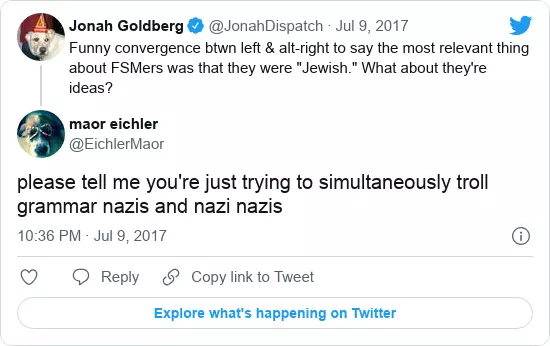 Jonah Goldberg @JonahDispatch · Jul 9, 2017
Funny convergence btwn left & alt-right to say the most relevant thing
about FSMers was that they were "Jewish." What about they're
ideas?
maor eichler
@EichlerMaor
please tell me you're just trying to simultaneously troll
grammar nazis and nazi nazis
10:36 PM · Jul 9, 2017
Reply
Copy link to Tweet
Explore what's happening on Twitter